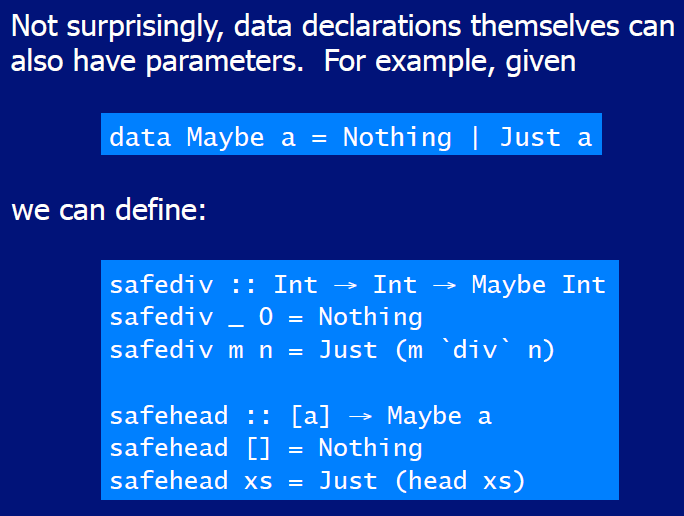 Not surprisingly, data declarations themselves can
also have parameters.  For example, given
data Maybe a = Nothing | Just a
we can define:
safediv :: Int → Int → Maybe Int
safediv _ 0 = Nothing
safediv m n = Just (m `div` n)
safehead :: [a] → Maybe a
safehead [] = Nothing
safehead xs = Just (head xs)